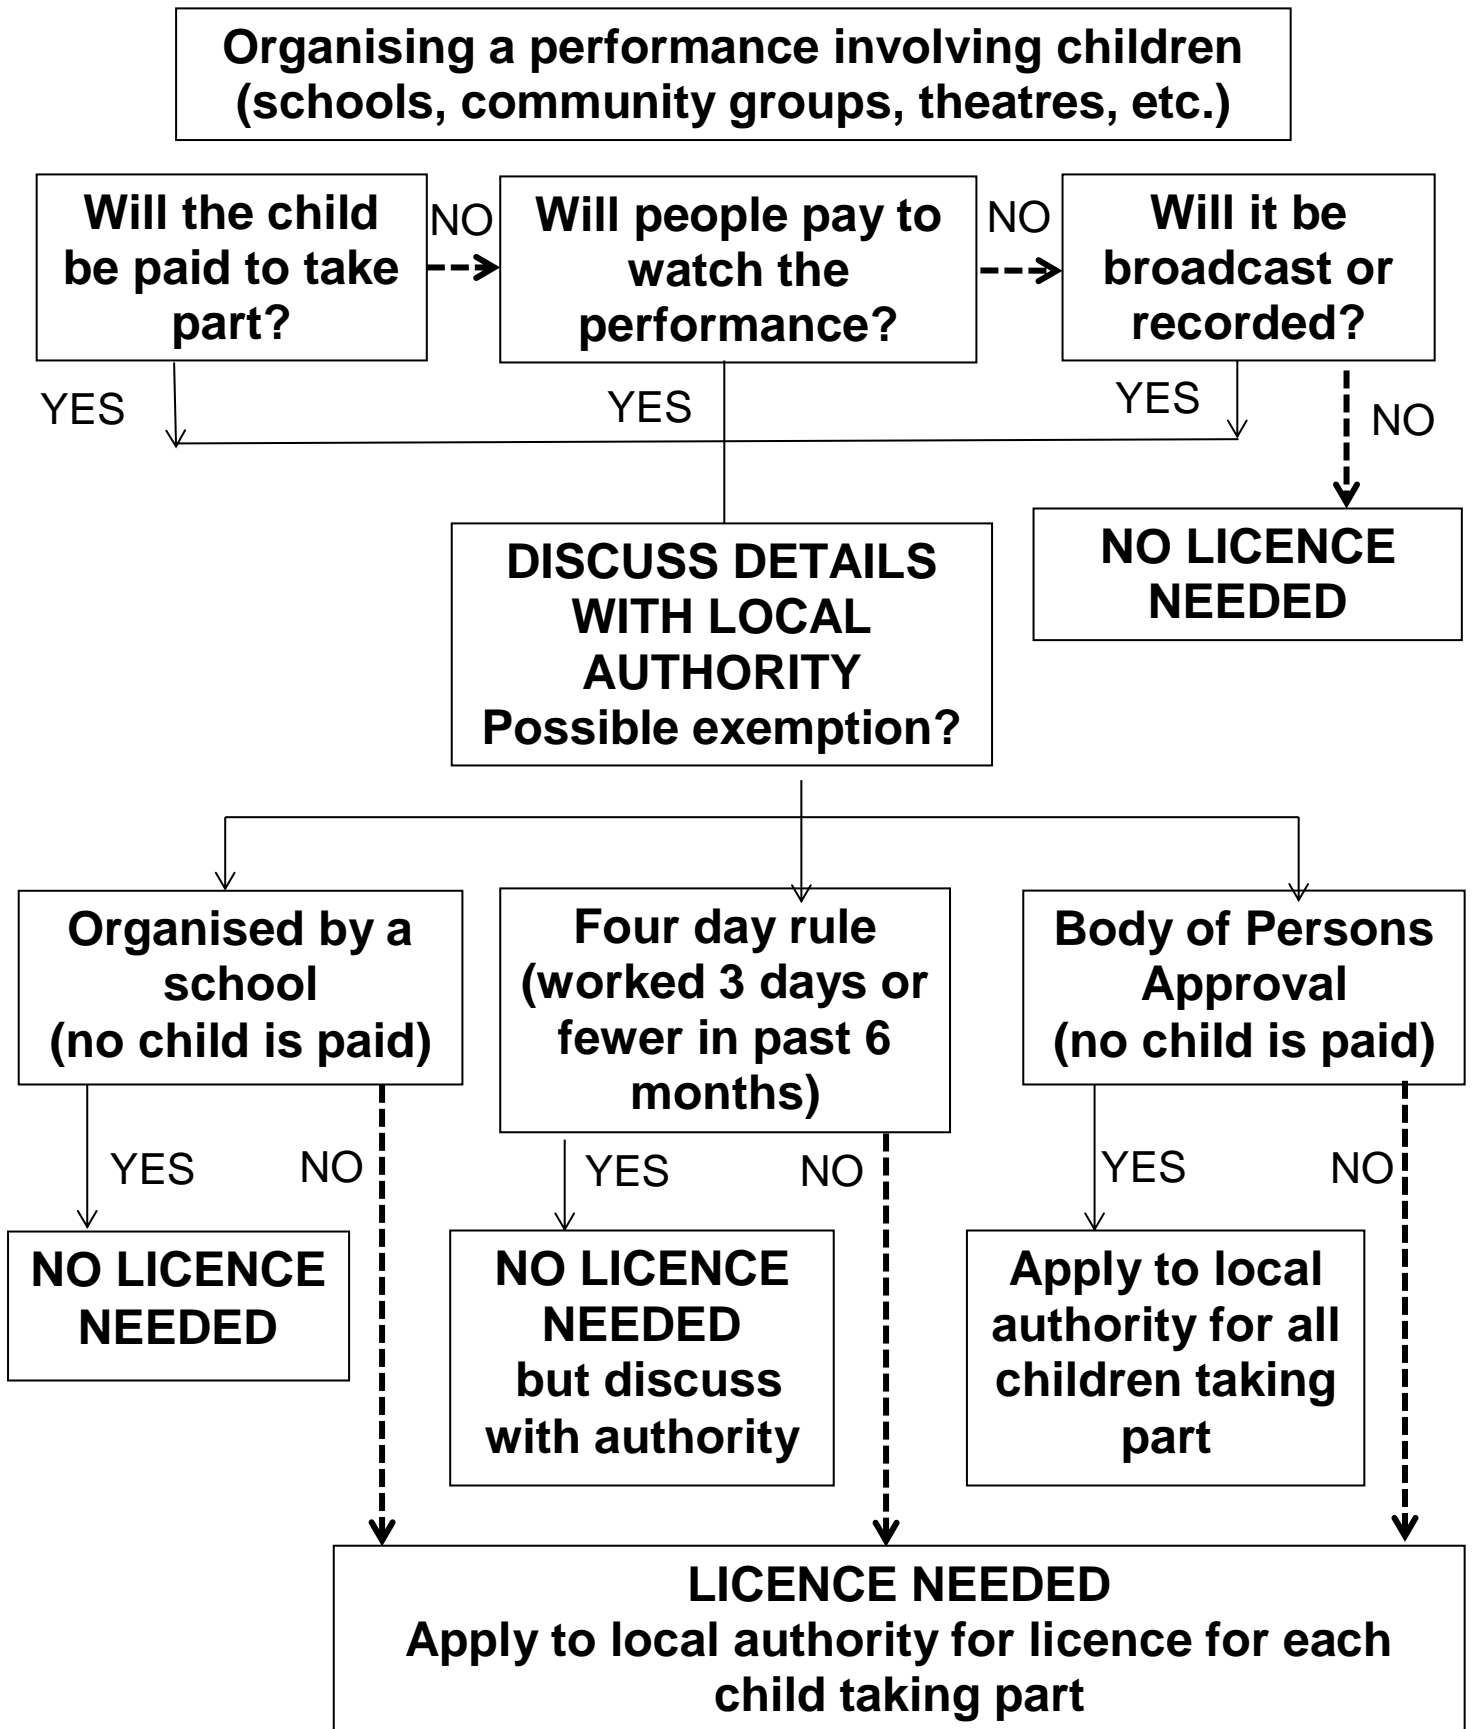 Organising a performance involving children
(schools, community groups, theatres, etc.)
Will the child
be paid to take
part?
NO
Will people pay to
watch the
performance?
NO
Will it be
broadcast or
recorded?
YES
YES
YES
NO
DISCUSS DETAILS
WITH LOCAL
AUTHORITY
Possible exemption?
NO LICENCE
NEEDED
Organised by a
school
(no child is paid)
Four day rule
(worked 3 days or
fewer in past 6
months)
Body of Persons
Approval
(no child is paid)
YES
NO
YES
NO
YES
NO
NO LICENCE
NEEDED
NO LICENCE
NEEDED
but discuss
with authority
Apply to local
authority for all
children taking
part
LICENCE NEEDED
Apply to local authority for licence for each
child taking part